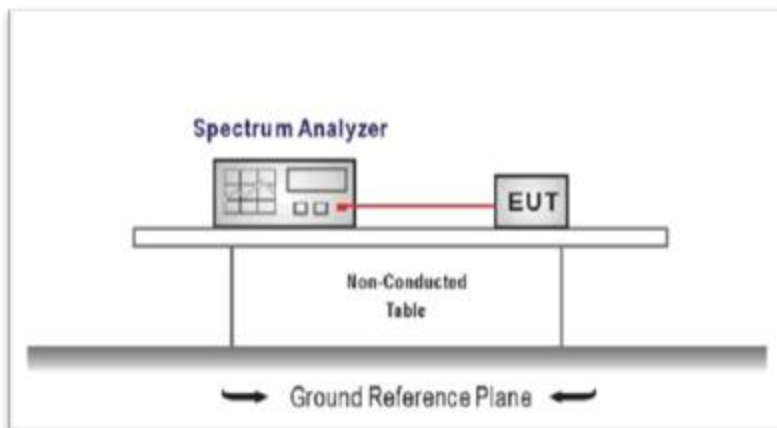 Spectrum Analyzer
EUT
Non-Conducted
Table
Ground Reference Plane